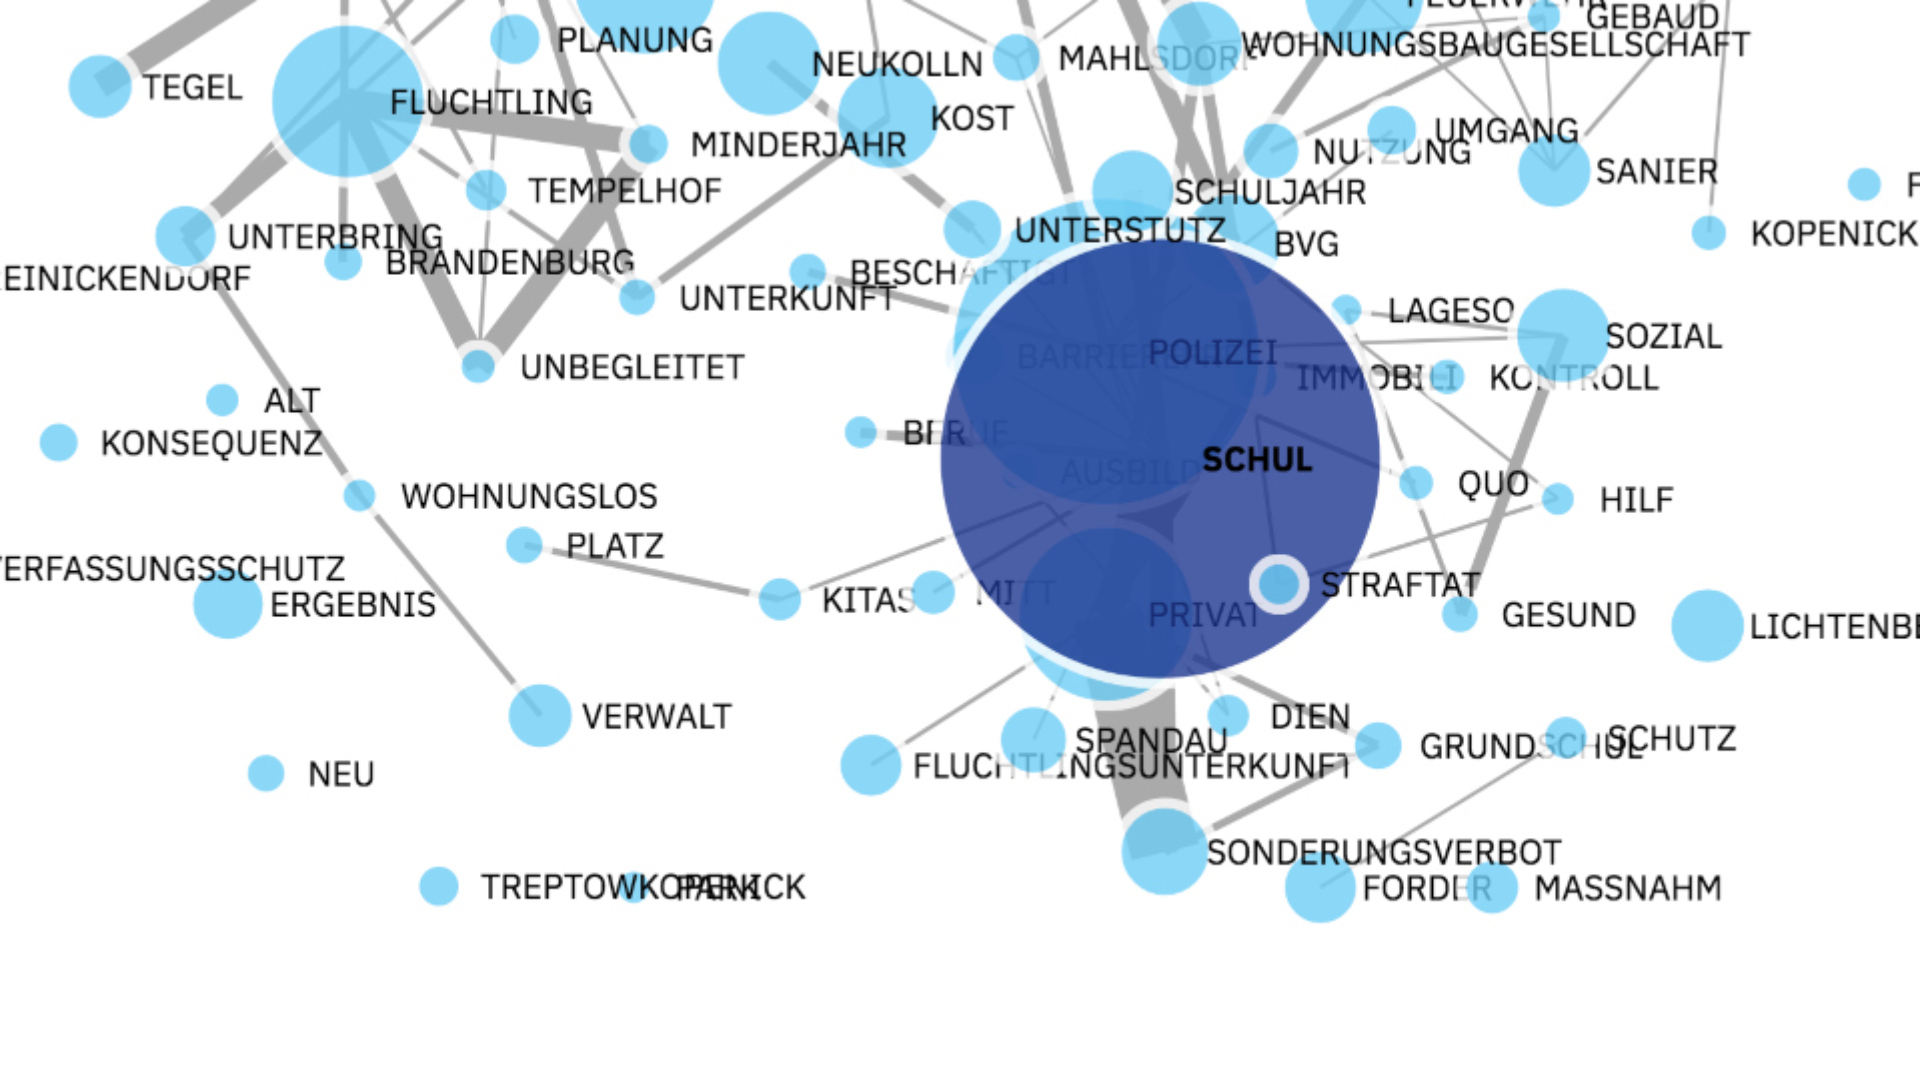 GEBAUD
PLANUNG
WOHNUNGSBAUGESELLSCHAFT
NEUKOLLN
MAHLSDORF
TEGEL
FLUCHTLING
KOST
UMGANG
MINDERJAHR
NUTZUNG
SANIER
TEMPELHOF
SCHULJAHR
UNTERBRING
UNTERSTUTZ
KOPENICK
BVG
BRANDENBURG
EINICKENDORF
BESCHAFTIGT
UNTERKUNFT
LAGESO
SOZIAL
POLIZEI
UNBEGLEITET
IMMOBILI
KONTROLL
ALT
KONSEQUENZ
BERUF
SCHUL
AUSBILD
QUO
WOHNUNGSLOS
HILF
PLATZ
ERFASSUNGSSCHUTZ
STRAFTAT
MITT
KITAS
ERGEBNIS
PRIVAT
GESUND
LICHTENBE
VERWALT
DIEN
SPANDAU
GRUNDSCHUL
SCHUTZ
FLUCHTLINGSUNTERKUNFT
NEU
SONDERUNGSVERBOT
TREPTOWKOPENICK
PARK
FORDER
MASSNAHM